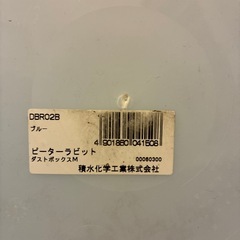 DBR02B
ブルー
4901860041508
ピーターラビット
ダストボックスM
00080300
積水化学工業株式会社